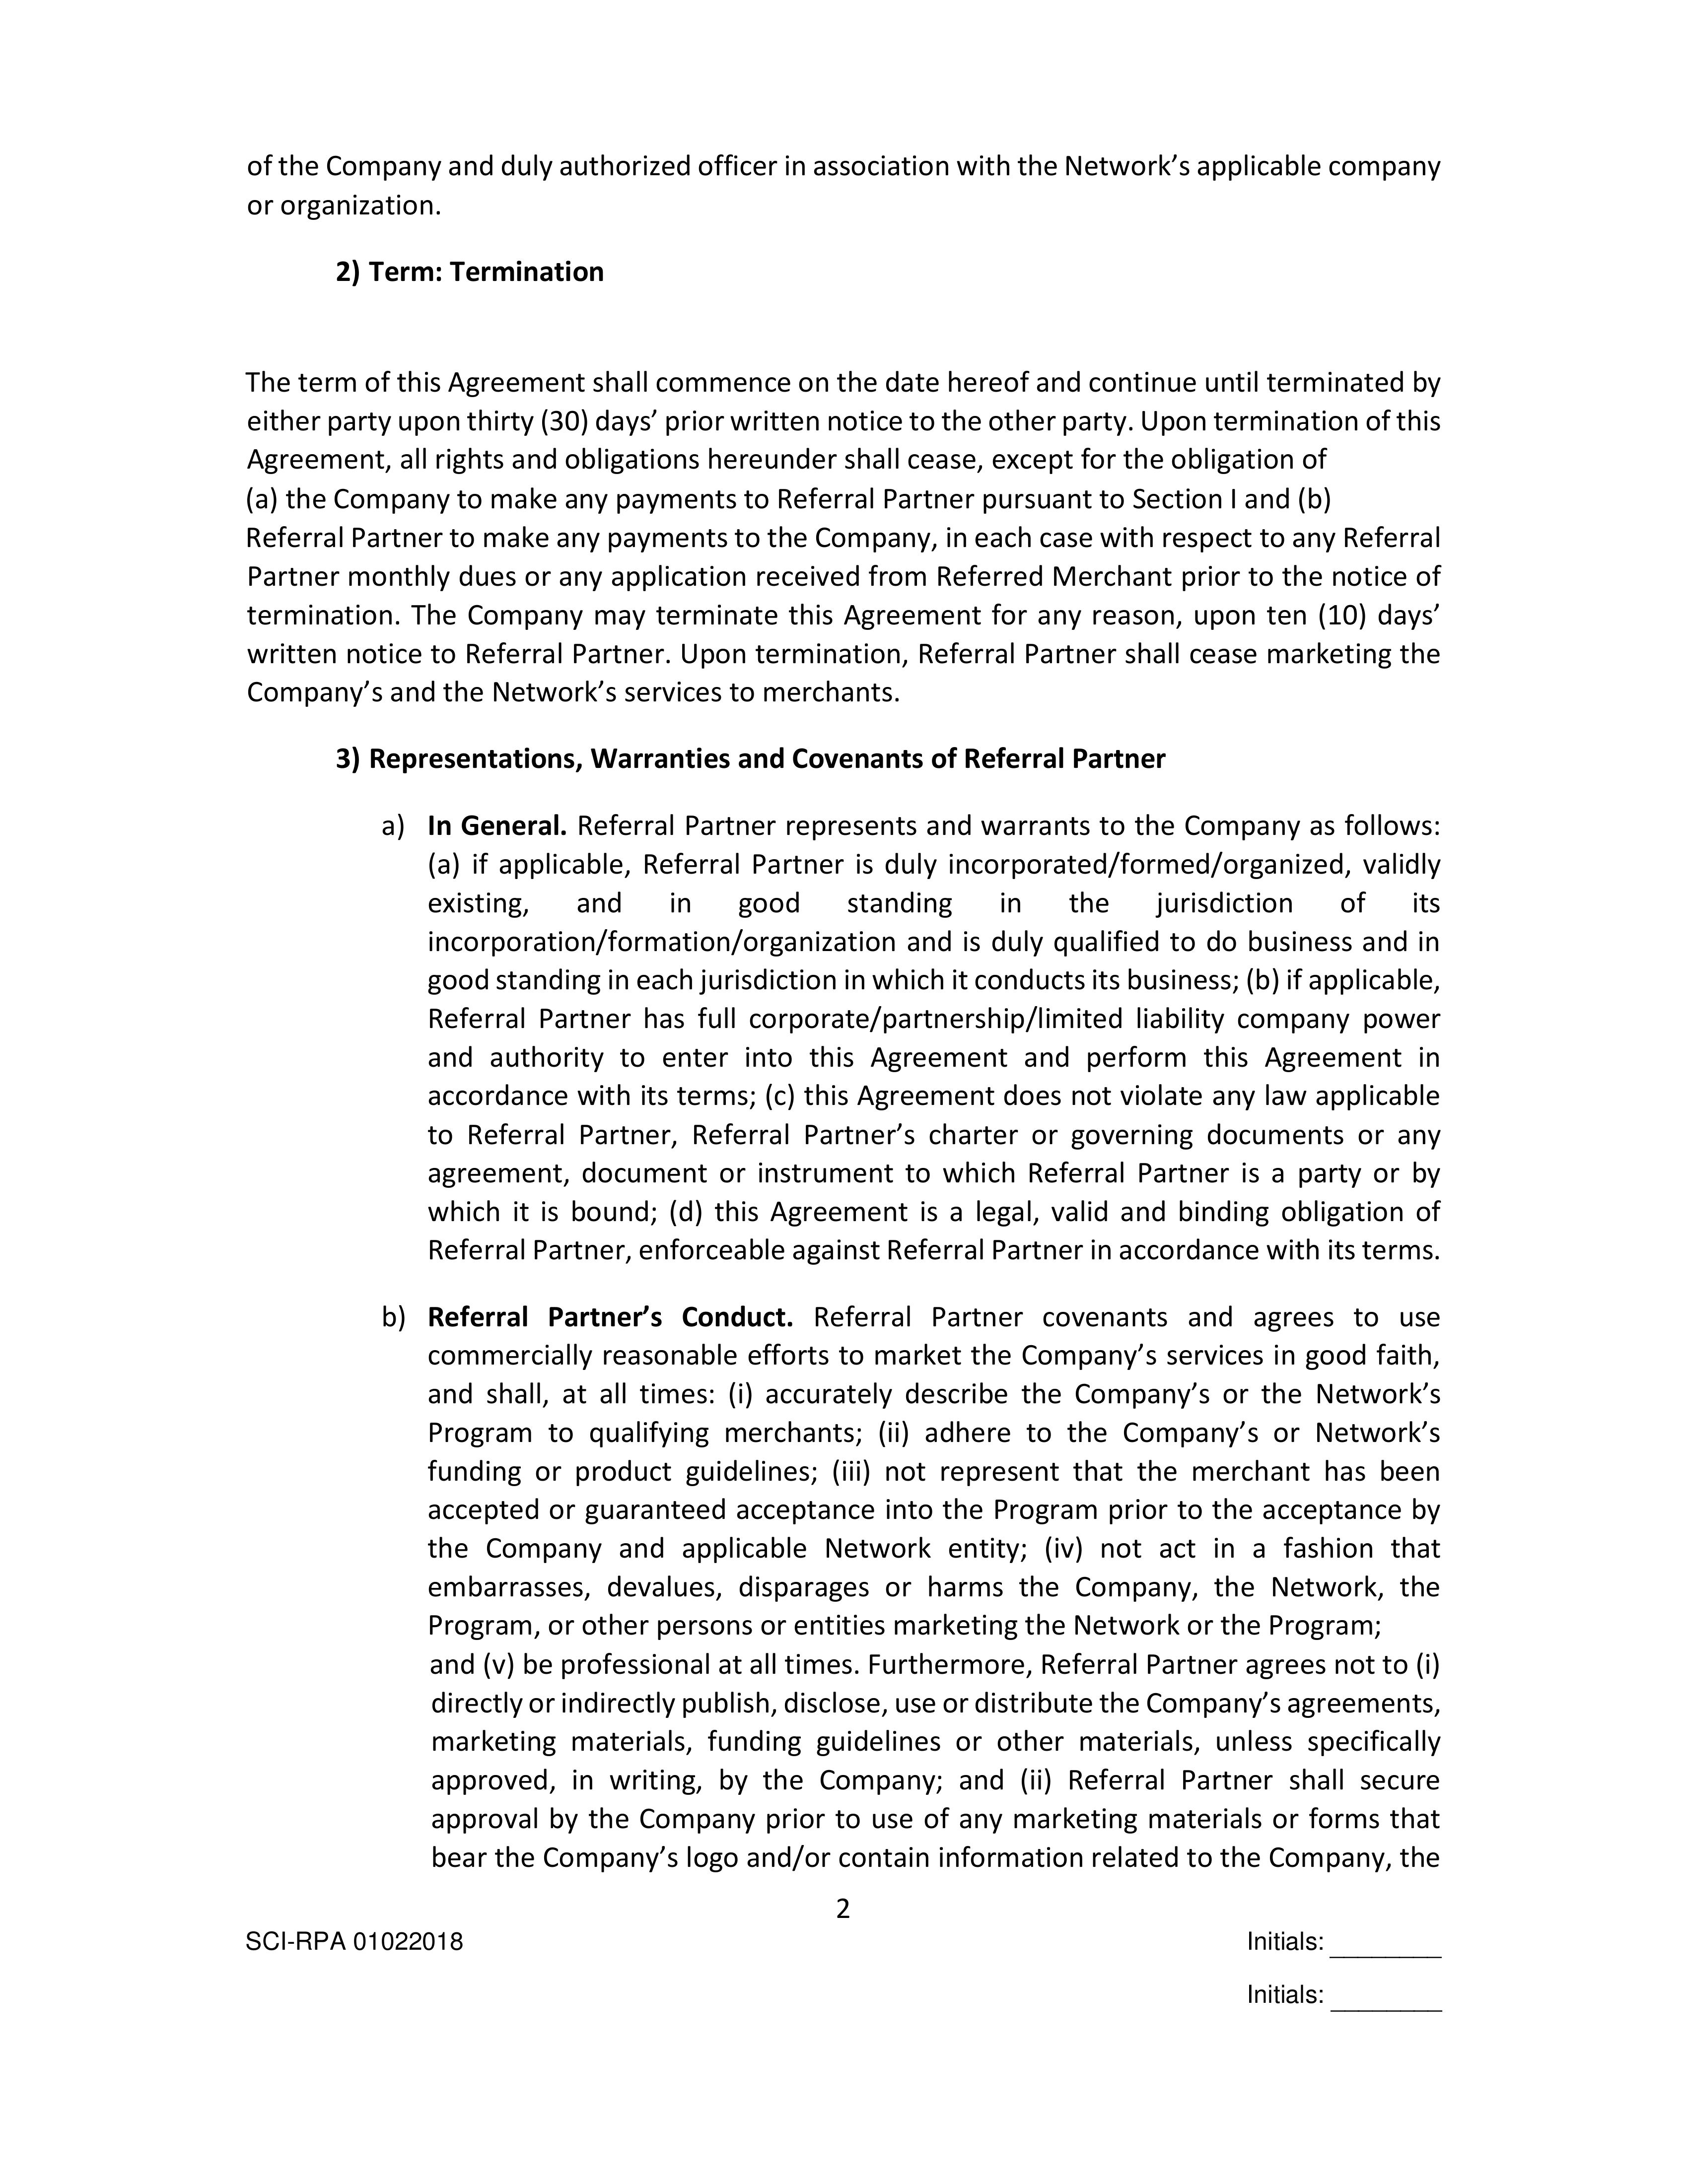 of the Company and duly authorized officer in association with the Network’s applicable company
or organization.
2) Term: Termination
The term of this Agreement shall commence on the date hereof and continue until terminated by
either party upon thirty (30) days’ prior written notice to the other party. Upon termination of this
Agreement, all rights and obligations hereunder shall cease, except for the obligation of
(a) the Company to make any payments to Referral Partner pursuant to Section I and (b)
Referral Partner to make any payments to the Company, in each case with respect to any Referral
Partner monthly dues or any application received from Referred Merchant prior to the notice of
termination. The Company may terminate this Agreement for any reason, upon ten (10) days’
written notice to Referral Partner. Upon termination, Referral Partner shall cease marketing the
Company’s and the Network’s services to merchants.
3) Representations, Warranties and Covenants of Referral Partner
a) In General. Referral Partner represents and warrants to the Company as follows:
(a) if applicable, Referral Partner is duly incorporated/formed/organized, validly
existing, and in good standing in the jurisdiction of its
incorporation/formation/organization and is duly qualified to do business and in
good standing in each jurisdiction in which it conducts its business; (b) if applicable,
Referral Partner has full corporate/partnership/limited liability company power
and authority to enter into this Agreement and perform this Agreement in
accordance with its terms; (c) this Agreement does not violate any law applicable
to Referral Partner, Referral Partner’s charter or governing documents or any
agreement, document or instrument to which Referral Partner is a party or by
which it is bound; (d) this Agreement is a legal, valid and binding obligation of
Referral Partner, enforceable against Referral Partner in accordance with its terms.
b) Referral Partner’s Conduct. Referral Partner covenants and agrees to use
commercially reasonable efforts to market the Company’s services in good faith,
and shall, at all times: (i) accurately describe the Company’s or the Network’s
Program to qualifying merchants; (ii) adhere to the Company’s or Network’s
funding or product guidelines; (iii) not represent that the merchant has been
accepted or guaranteed acceptance into the Program prior to the acceptance by
the Company and applicable Network entity; (iv) not act in a fashion that
embarrasses, devalues, disparages or harms the Company, the Network, the
Program, or other persons or entities marketing the Network or the Program;
and (v) be professional at all times. Furthermore, Referral Partner agrees not to (i)
directly or indirectly publish, disclose, use or distribute the Company’s agreements,
marketing materials, funding guidelines or other materials, unless specifically
approved, in writing, by the Company; and (ii) Referral Partner shall secure
approval by the Company prior to use of any marketing materials or forms that
bear the Company’s logo and/or contain information related to the Company, the
2
SCI-RPA 01022018 Initials: ________
Initials: ________